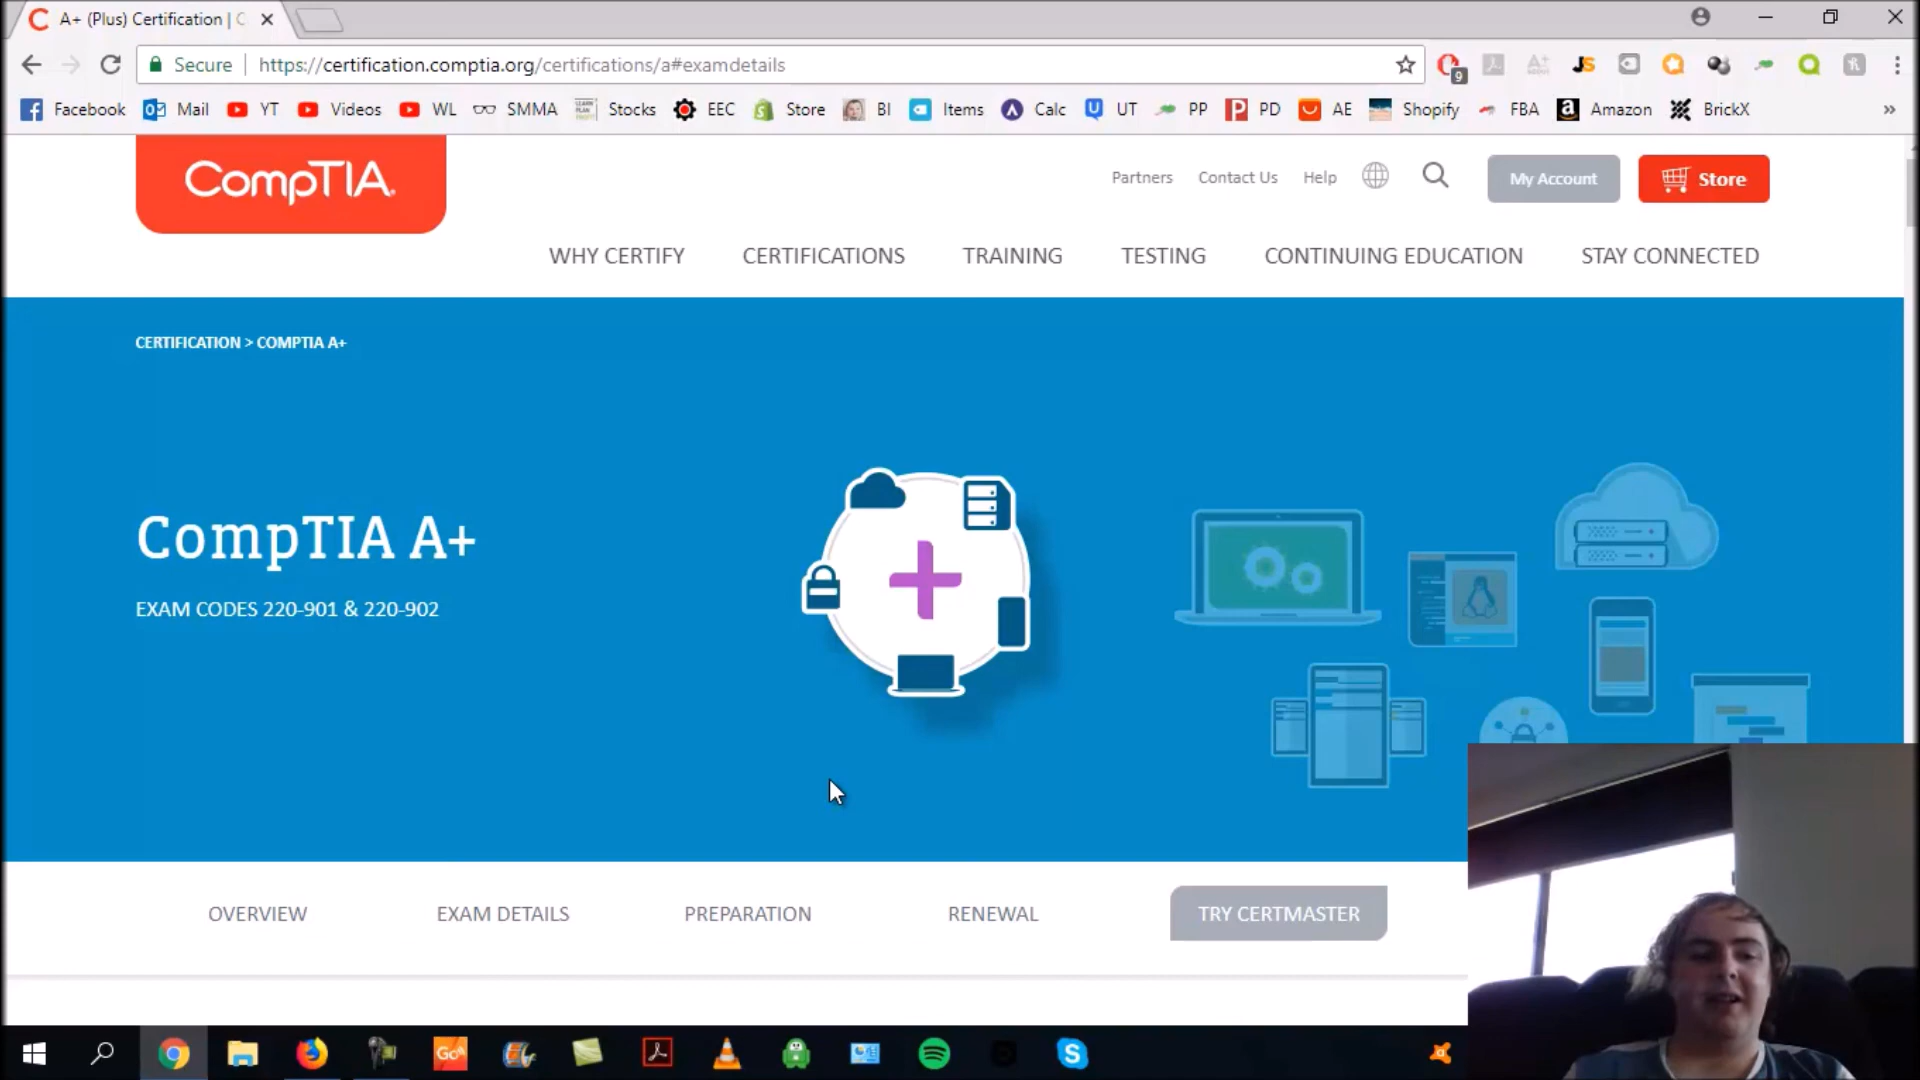 A+ (Plus) Certification | C
Secure https://certification.comptia.org/certifications/a#examdetails
9
Facebook Mail YT Videos WL SMMA Stocks EEC Store BI Items Calc UT PP PD AE Shopify FBA Amazon BrickX »
CompTIA.
Partners Contact Us Help My Account Store
WHY CERTIFY CERTIFICATIONS TRAINING TESTING CONTINUING EDUCATION STAY CONNECTED
CERTIFICATION > COMPTIA A+
CompTIA A+
EXAM CODES 220-901 & 220-902
OVERVIEW EXAM DETAILS PREPARATION RENEWAL TRY CERTMASTER